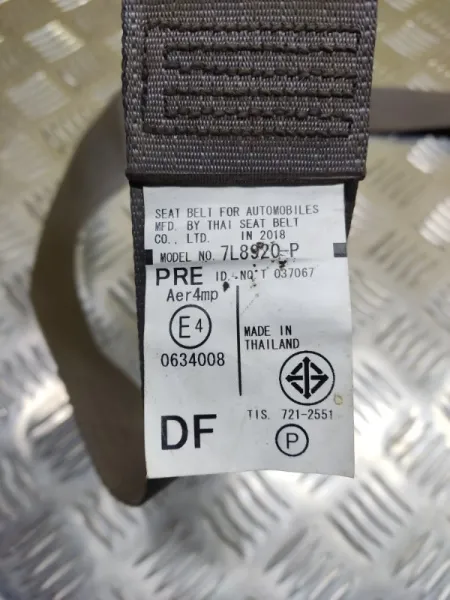 SEAT BELT FOR AUTOMOBILES
MFD. BY THAI SEAT BELT
CO., LTD. IN 2018
MODEL NO. 7L8920-P
PRE ID. NO. T 037067
Aer4mp
E4
0634008
MADE IN
THAILAND
TIS. 721-2551
DF
P